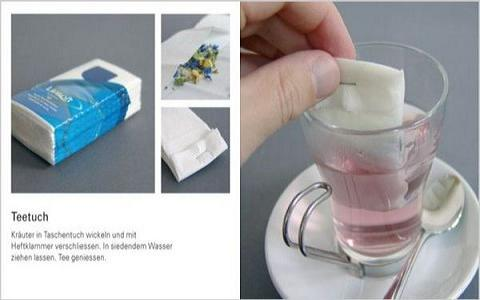 Teetuch
Kräuter in Taschentuch wickeln und mit
Heftklammer verschliessen. In siedendem Wasser
ziehen lassen. Tee geniessen.